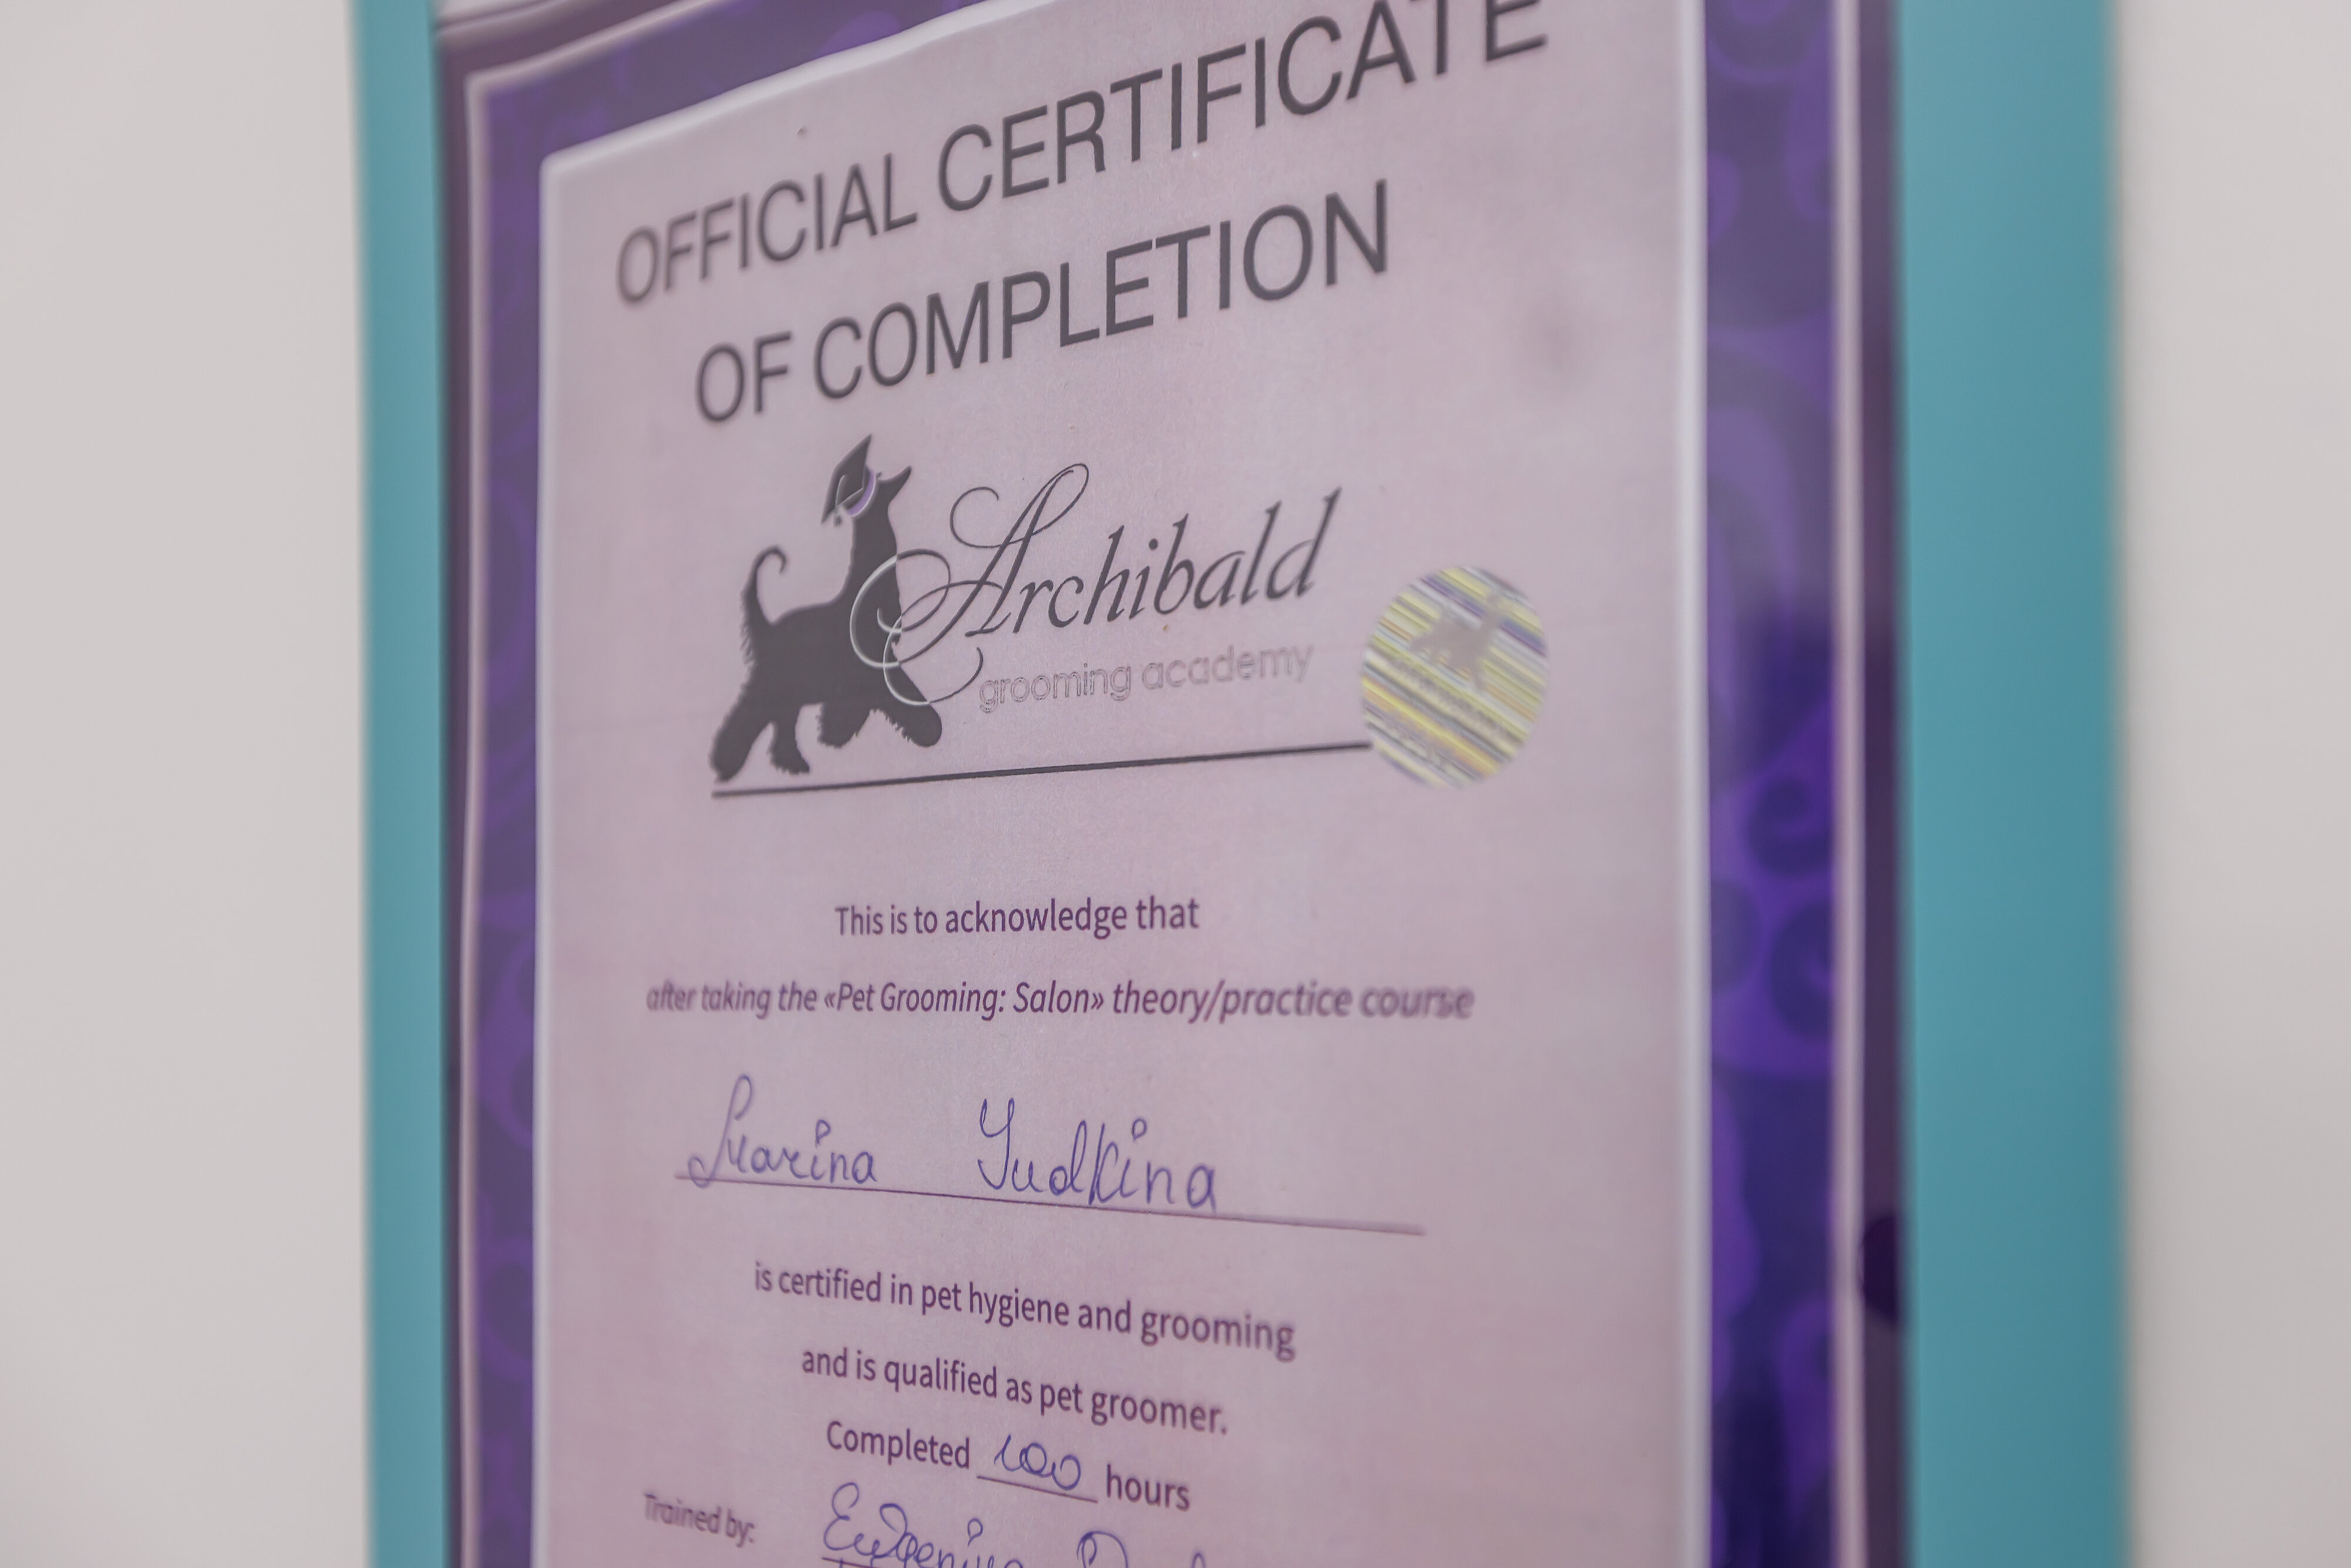 OFFICIAL CERTIFICATE
OF COMPLETION
Archibald
grooming academy
This is to acknowledge that
after taking the «Pet Grooming: Salon» theory/practice course
Marina Yudkina
is certified in pet hygiene and grooming
and is qualified as pet groomer.
Completed 100 hours
Trained by: